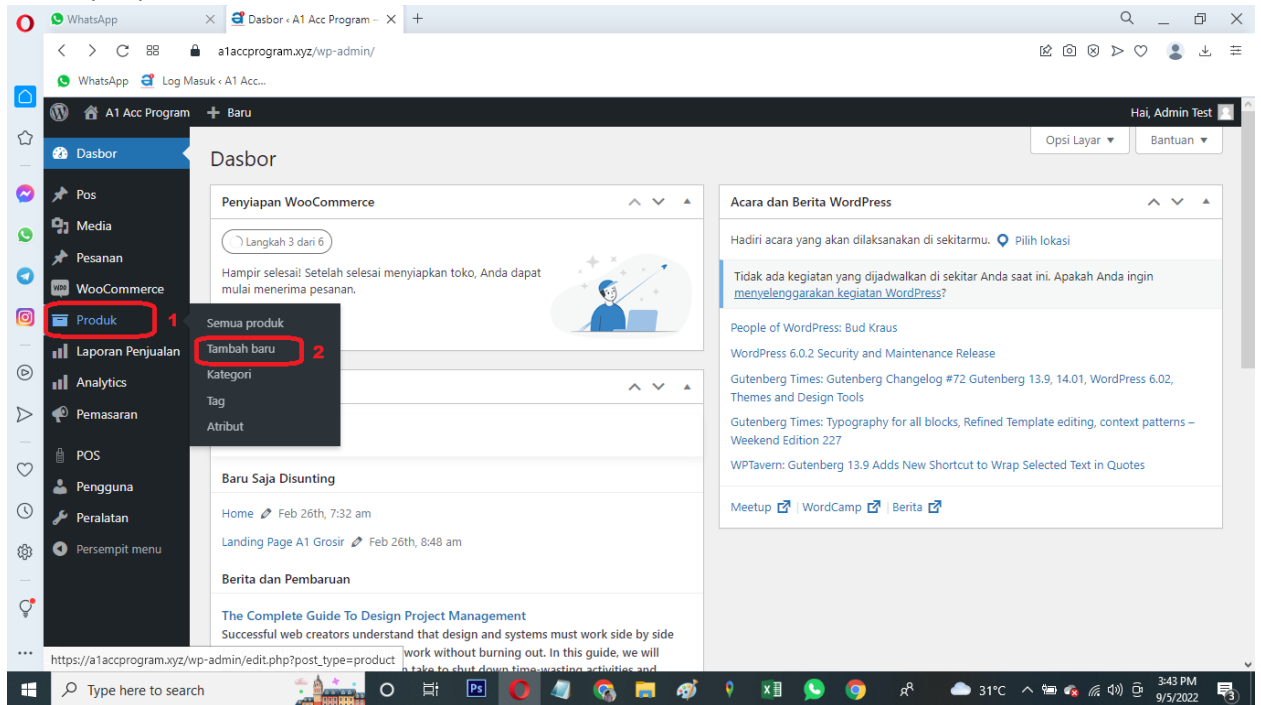 WhatsApp
Dasbor ‹ A1 Acc Program –
a1accprogram.xyz/wp-admin/
WhatsApp
Log Masuk ‹ A1 Acc...
A1 Acc Program
Baru
Hai, Admin Test
Dasbor
Pos
Media
Pesanan
WooCommerce
Produk
1
Laporan Penjualan
Analytics
Pemasaran
POS
Pengguna
Peralatan
Persempit menu
Semua produk
Tambah baru
2
Kategori
Tag
Atribut
Opsi Layar
Bantuan
Dasbor
Penyiapan WooCommerce
Langkah 3 dari 6
Hampir selesai! Setelah selesai menyiapkan toko, Anda dapat
mulai menerima pesanan.
Baru Saja Disunting
Home Feb 26th, 7:32 am
Landing Page A1 Grosir Feb 26th, 8:48 am
Berita dan Pembaruan
The Complete Guide To Design Project Management
Successful web creators understand that design and systems must work side by side
work without burning out. In this guide, we will
take to shut down time-wasting activities and
Acara dan Berita WordPress
Hadiri acara yang akan dilaksanakan di sekitarmu. Pilih lokasi
Tidak ada kegiatan yang dijadwalkan di sekitar Anda saat ini. Apakah Anda ingin
menyelenggarakan kegiatan WordPress?
People of WordPress: Bud Kraus
WordPress 6.0.2 Security and Maintenance Release
Gutenberg Times: Gutenberg Changelog #72 Gutenberg 13.9, 14.01, WordPress 6.02,
Themes and Design Tools
Gutenberg Times: Typography for all blocks, Refined Template editing, context patterns –
Weekend Edition 227
WPTavern: Gutenberg 13.9 Adds New Shortcut to Wrap Selected Text in Quotes
Meetup | WordCamp | Berita
https://a1accprogram.xyz/wp-admin/edit.php?post_type=product
Type here to search
Ps
31°C
3:43 PM
9/5/2022
3